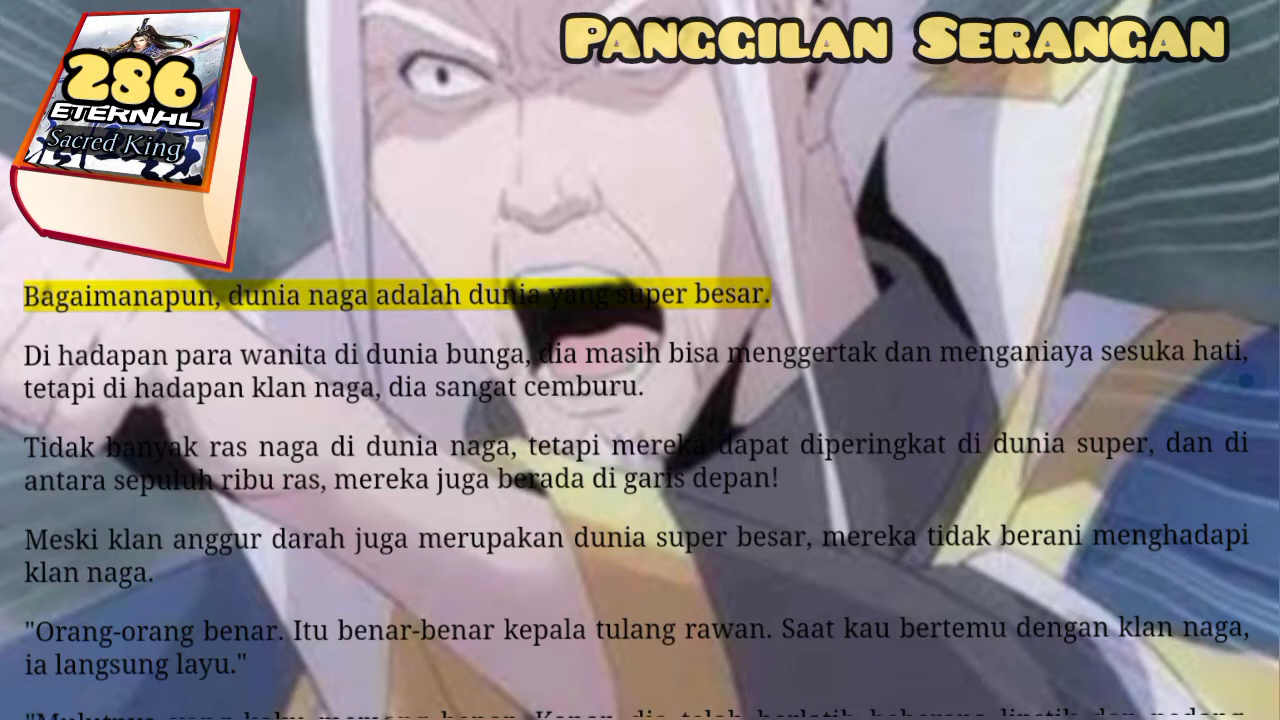 PANGGILAN SERANGAN
286
ETERNAL
Sacred King
Bagaimanapun, dunia naga adalah dunia yang super besar.
Di hadapan para wanita di dunia bunga, dia masih bisa menggertak dan menganiaya sesuka hati,
tetapi di hadapan klan naga, dia sangat cemburu.
Tidak banyak ras naga di dunia naga, tetapi mereka dapat diperingkat di dunia super, dan di
antara sepuluh ribu ras, mereka juga berada di garis depan!
Meski klan anggur darah juga merupakan dunia super besar, mereka tidak berani menghadapi
klan naga.
"Orang-orang benar. Itu benar-benar kepala tulang rawan. Saat kau bertemu dengan klan naga,
ia langsung layu."